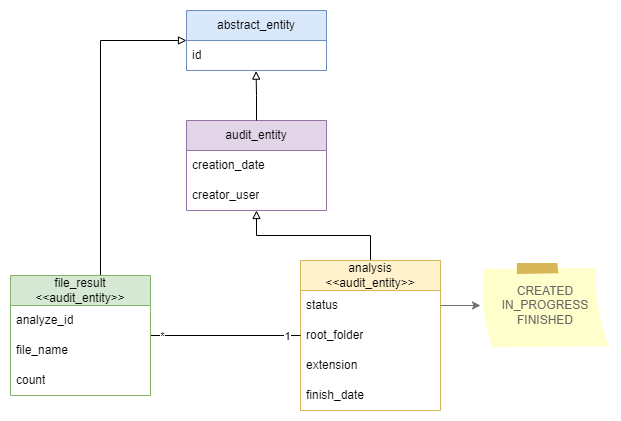 abstract_entity
id
audit_entity
creation_date
creator_user
file_result
<<audit_entity>>
analyze_id
file_name
count
*
1
analysis
<<audit_entity>>
status
root_folder
extension
finish_date
CREATED
IN_PROGRESS
FINISHED